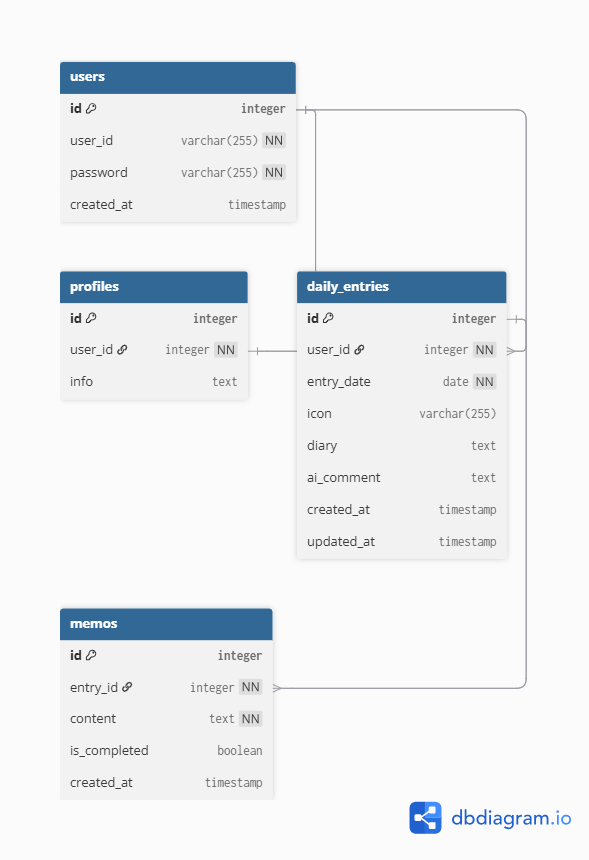 users
id integer
user_id varchar(255) NN
password varchar(255) NN
created_at timestamp
profiles
id integer
user_id integer NN
info text
daily_entries
id integer
user_id integer NN
entry_date date NN
icon varchar(255)
diary text
ai_comment text
created_at timestamp
updated_at timestamp
memos
id integer
entry_id integer NN
content text NN
is_completed boolean
created_at timestamp
dbdiagram.io